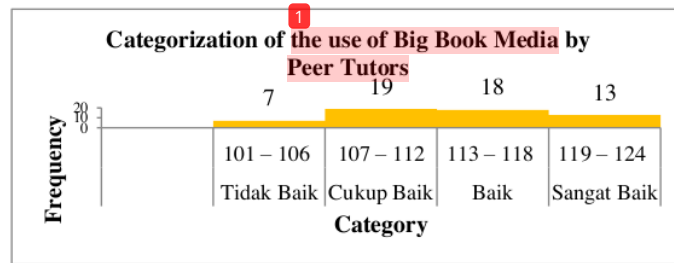 1
Categorization of the use of Big Book Media by
Peer Tutors
7 19 18 13
20
10
0
101 – 106 107 – 112 113 – 118 119 – 124
Tidak Baik Cukup Baik Baik Sangat Baik
Frequency
Category